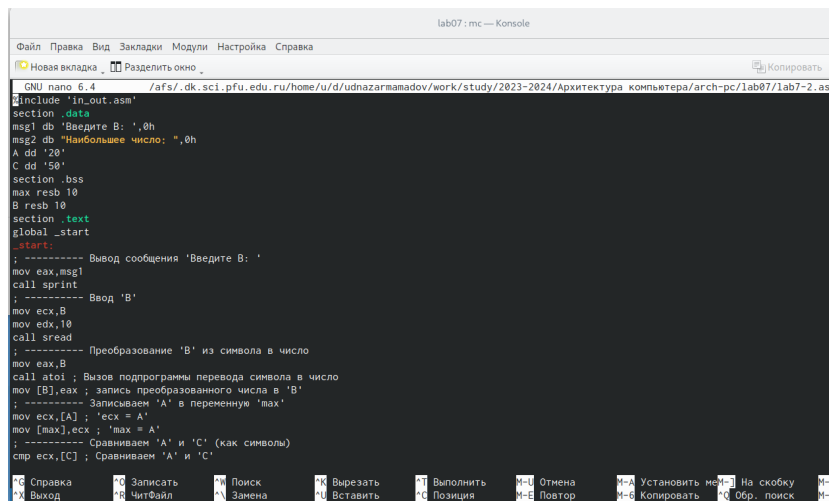 lab07 : mc — Konsole
Файл Правка Вид Закладки Модули Настройка Справка
Новая вкладка Разделить окно Копировать
GNU nano 6.4 /afs/.dk.sci.pfu.edu.ru/home/u/d/udnazarmamadov/work/study/2023-2024/Архитектура компьютера/arch-pc/lab07/lab7-2.as
%include 'in_out.asm'
section .data
msg1 db 'Введите B: ',0h
msg2 db "Наибольшее число: ",0h
A dd '20'
C dd '50'
section .bss
max resb 10
B resb 10
section .text
global _start
_start:
; ---------- Вывод сообщения 'Введите B: '
mov eax,msg1
call sprint
; ---------- Ввод 'B'
mov ecx,B
mov edx,10
call sread
; ---------- Преобразование 'B' из символа в число
mov eax,B
call atoi ; Вызов подпрограммы перевода символа в число
mov [B],eax ; запись преобразованного числа в 'B'
; ---------- Записываем 'A' в переменную 'max'
mov ecx,[A] ; 'ecx = A'
mov [max],ecx ; 'max = A'
; ---------- Сравниваем 'A' и 'C' (как символы)
cmp ecx,[C] ; Сравниваем 'A' и 'C'
^G Справка ^O Записать ^W Поиск ^K Вырезать ^T Выполнить M-U Отмена M-A Установить ме M-] На скобку M-
^X Выход ^R ЧитФайл ^\ Замена ^U Вставить ^C Позиция M-E Повтор M-6 Копировать ^Q Обр. поиск M-